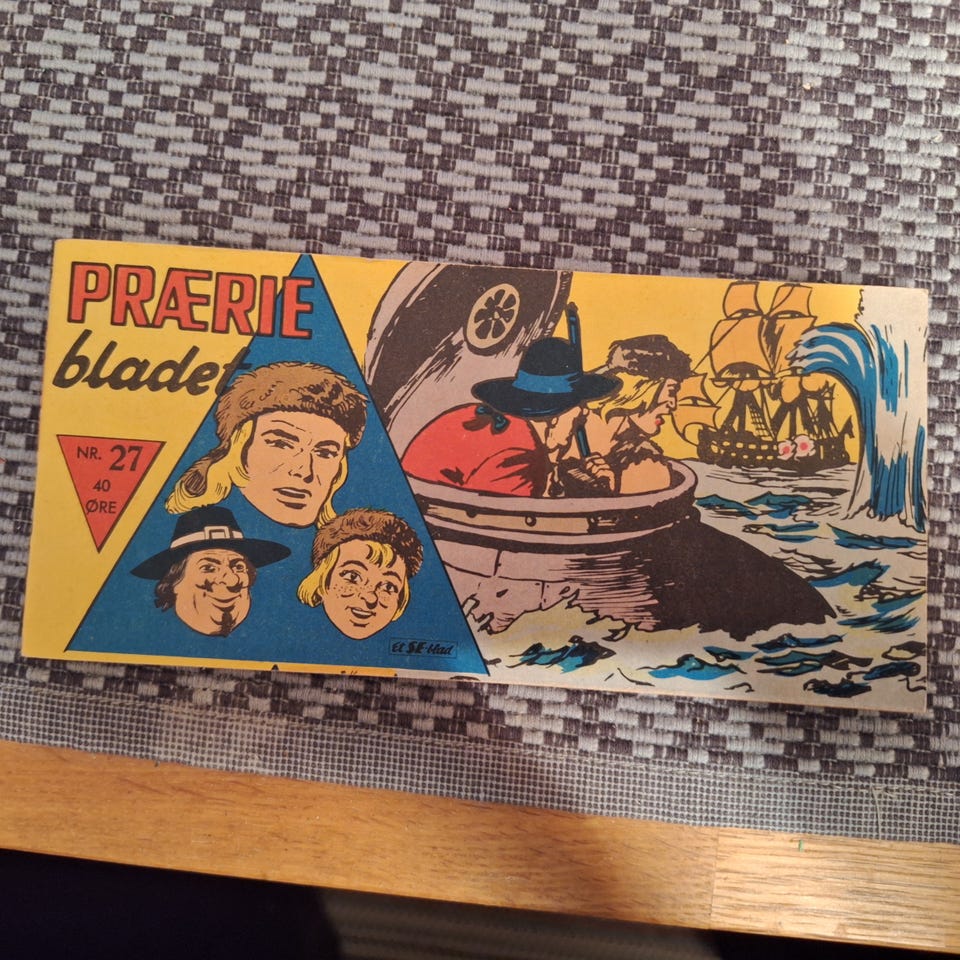 PRÆRIE
bladet
NR. 27
40
ØRE
Et SE-blad